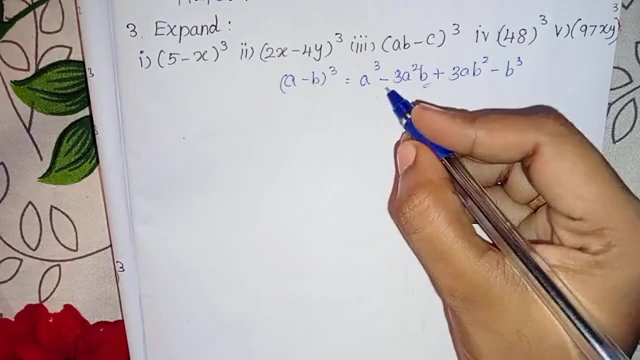 3. Expand:
i) (5-x)³ ii) (2x-4y)³ iii) (ab-c)³ iv (48)³ v) (97xy)³
(a-b)³ = a³ - 3a²b + 3ab² - b³
3